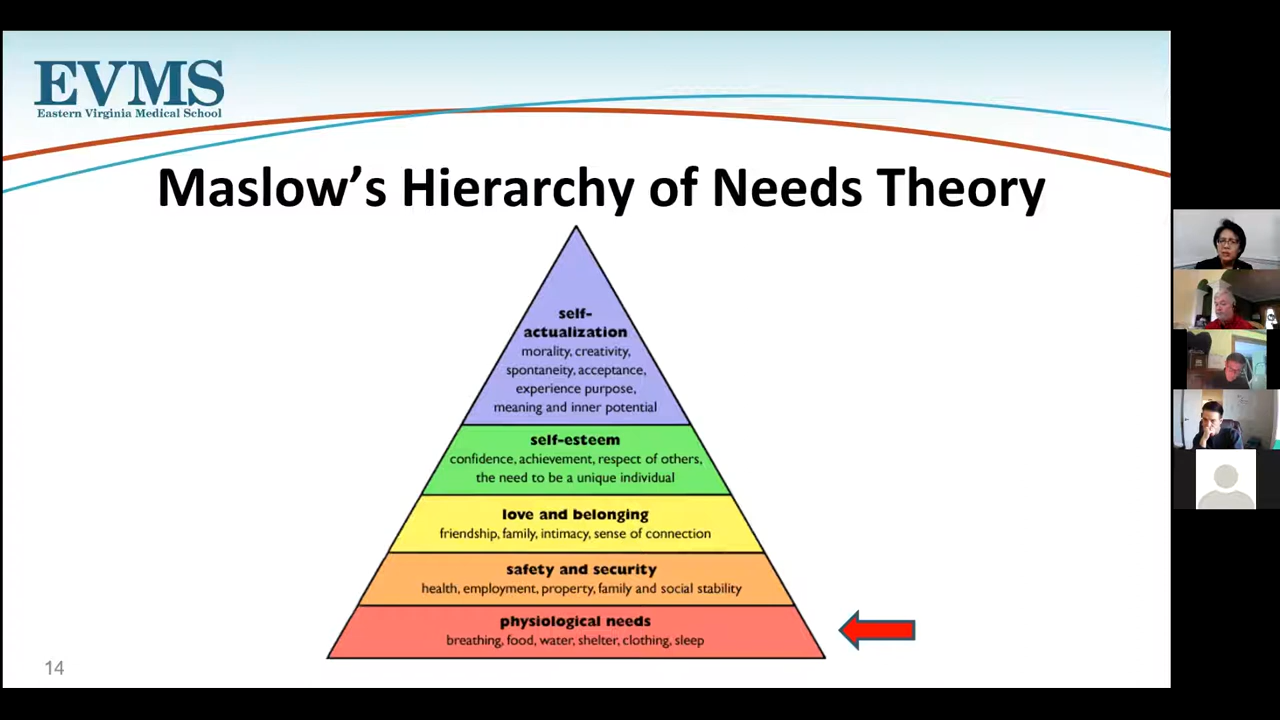 EVMS
Eastern Virginia Medical School
Maslow's Hierarchy of Needs Theory
self-
actualization
morality, creativity,
spontaneity, acceptance,
experience purpose,
meaning and inner potential
self-esteem
confidence, achievement, respect of others,
the need to be a unique individual
love and belonging
friendship, family, intimacy, sense of connection
safety and security
health, employment, property, family and social stability
physiological needs
breathing, food, water, shelter, clothing, sleep
14